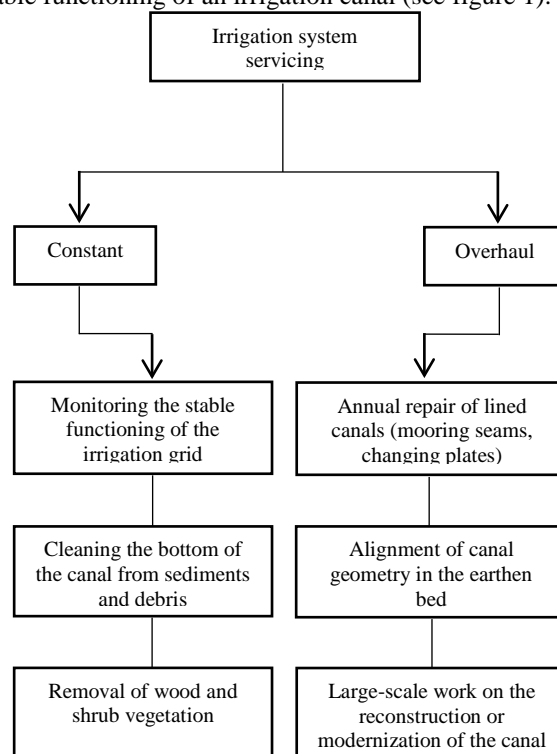 able functioning of an irrigation canal (see figure 1).
Irrigation system
servicing
Constant
Overhaul
Monitoring the stable
functioning of the
irrigation grid
Annual repair of lined
canals (mooring seams,
changing plates)
Cleaning the bottom of
the canal from sediments
and debris
Alignment of canal
geometry in the earthen
bed
Removal of wood and
shrub vegetation
Large-scale work on the
reconstruction or
modernization of the canal